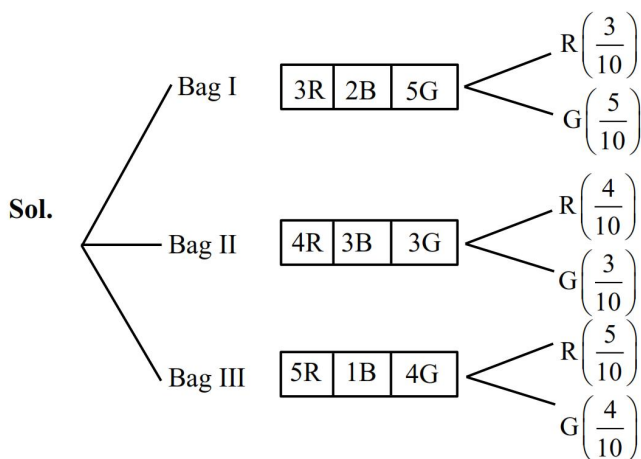 R(3/10)
Bag I 3R 2B 5G
G(5/10)
R(4/10)
Sol. Bag II 4R 3B 3G
G(3/10)
R(5/10)
Bag III 5R 1B 4G
G(4/10)